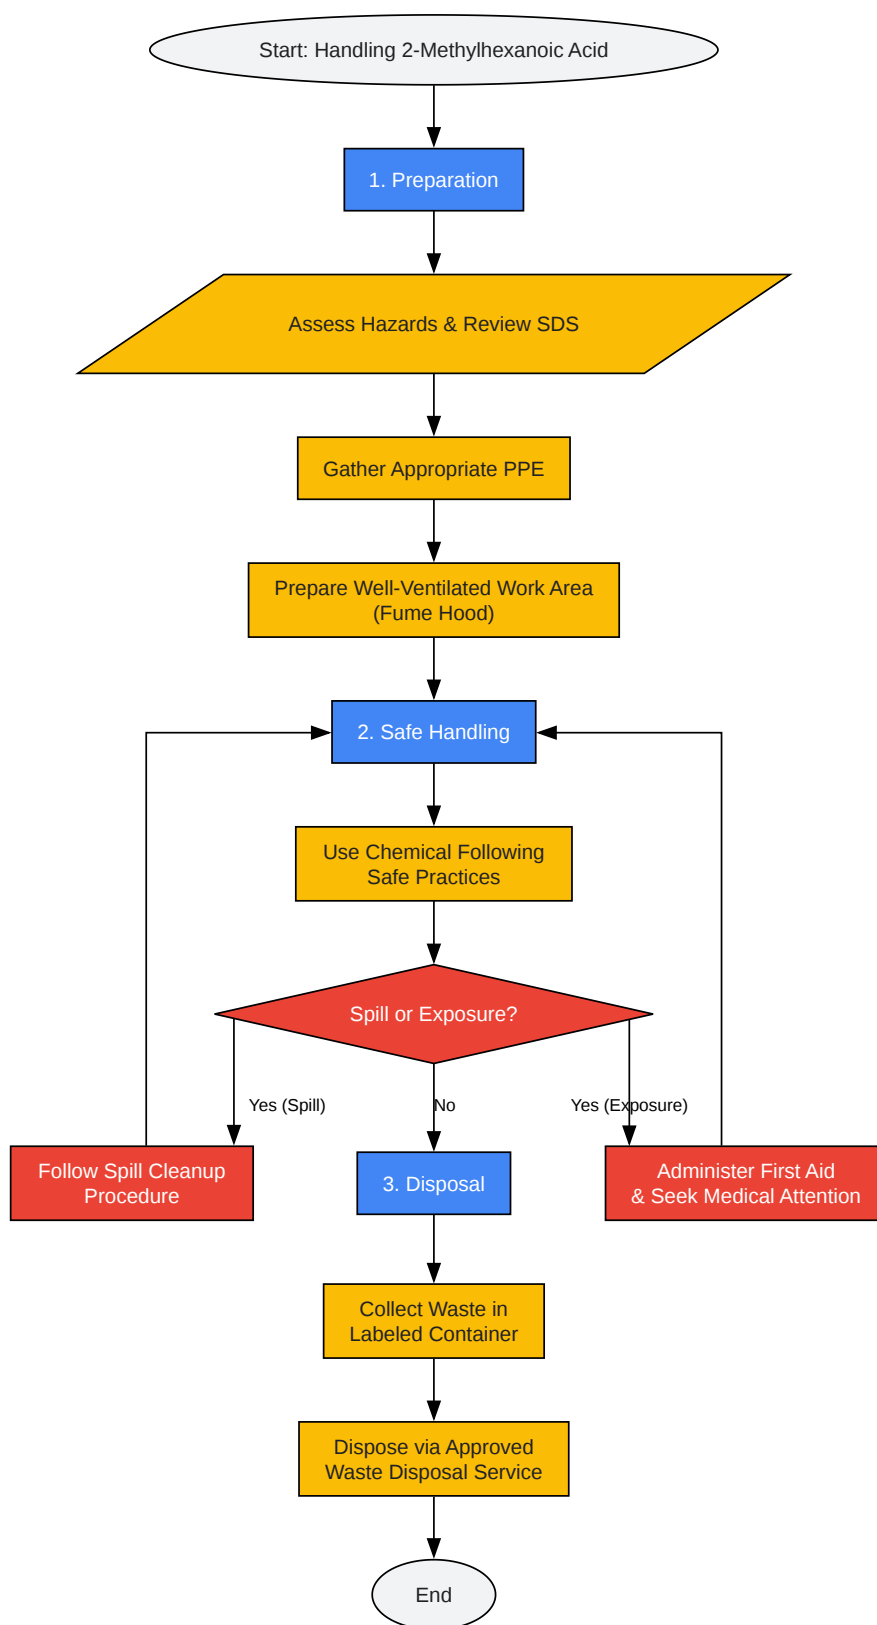 Start: Handling 2-Methylhexanoic Acid
1. Preparation
Assess Hazards & Review SDS
Gather Appropriate PPE
Prepare Well-Ventilated Work Area
(Fume Hood)
2. Safe Handling
Use Chemical Following
Safe Practices
Spill or Exposure?
Yes (Spill)
No
Yes (Exposure)
Follow Spill Cleanup
Procedure
3. Disposal
Administer First Aid
& Seek Medical Attention
Collect Waste in
Labeled Container
Dispose via Approved
Waste Disposal Service
End